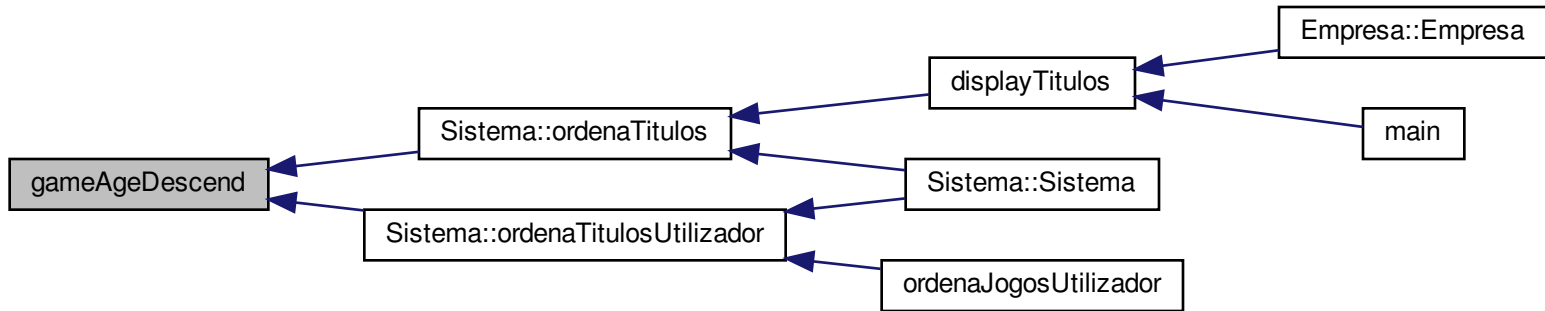 Empresa::Empresa
displayTitulos
Sistema::ordenaTitulos
main
gameAgeDescend
Sistema::Sistema
Sistema::ordenaTitulosUtilizador
ordenaJogosUtilizador